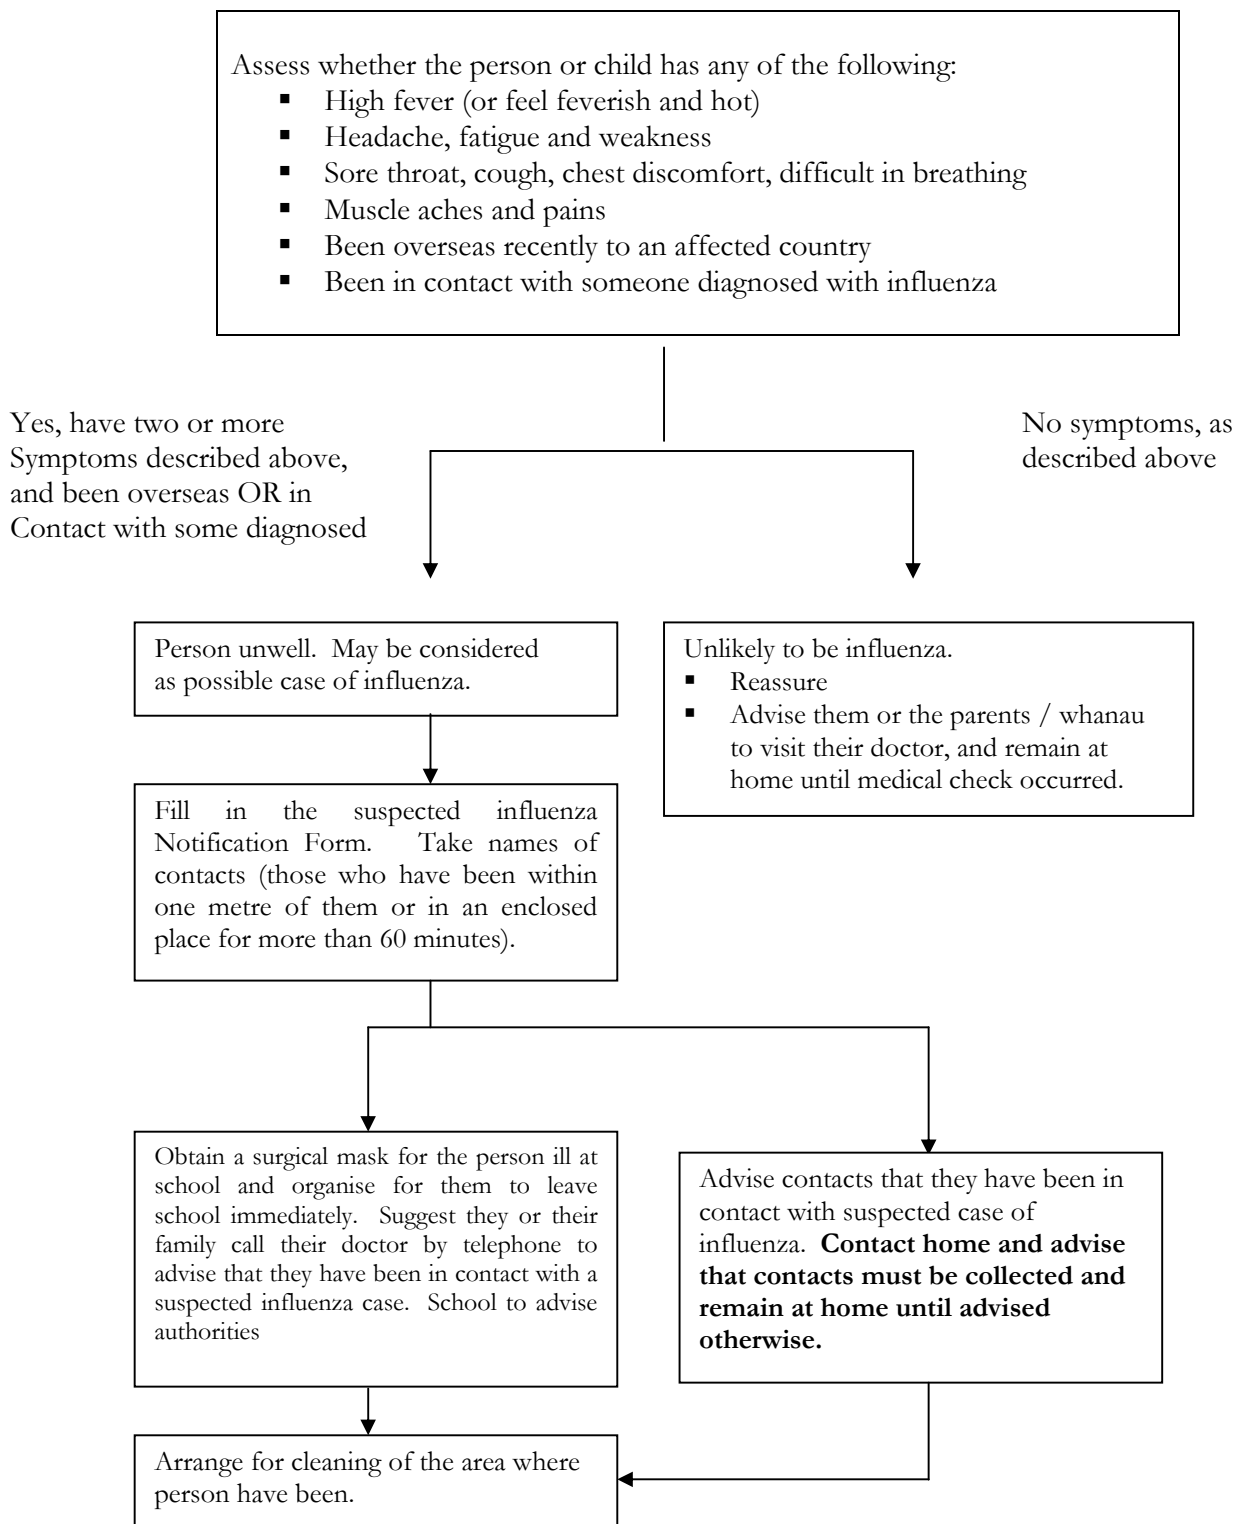 Assess whether the person or child has any of the following:
▪ High fever (or feel feverish and hot)
▪ Headache, fatigue and weakness
▪ Sore throat, cough, chest discomfort, difficult in breathing
▪ Muscle aches and pains
▪ Been overseas recently to an affected country
▪ Been in contact with someone diagnosed with influenza
Yes, have two or more
Symptoms described above,
and been overseas OR in
Contact with some diagnosed
No symptoms, as
described above
Person unwell. May be considered
as possible case of influenza.
Unlikely to be influenza.
▪ Reassure
▪ Advise them or the parents / whanau
to visit their doctor, and remain at
home until medical check occurred.
Fill in the suspected influenza
Notification Form. Take names of
contacts (those who have been within
one metre of them or in an enclosed
place for more than 60 minutes).
Obtain a surgical mask for the person ill at
school and organise for them to leave
school immediately. Suggest they or their
family call their doctor by telephone to
advise that they have been in contact with a
suspected influenza case. School to advise
authorities
Advise contacts that they have been in
contact with suspected case of
influenza. Contact home and advise
that contacts must be collected and
remain at home until advised
otherwise.
Arrange for cleaning of the area where
person have been.